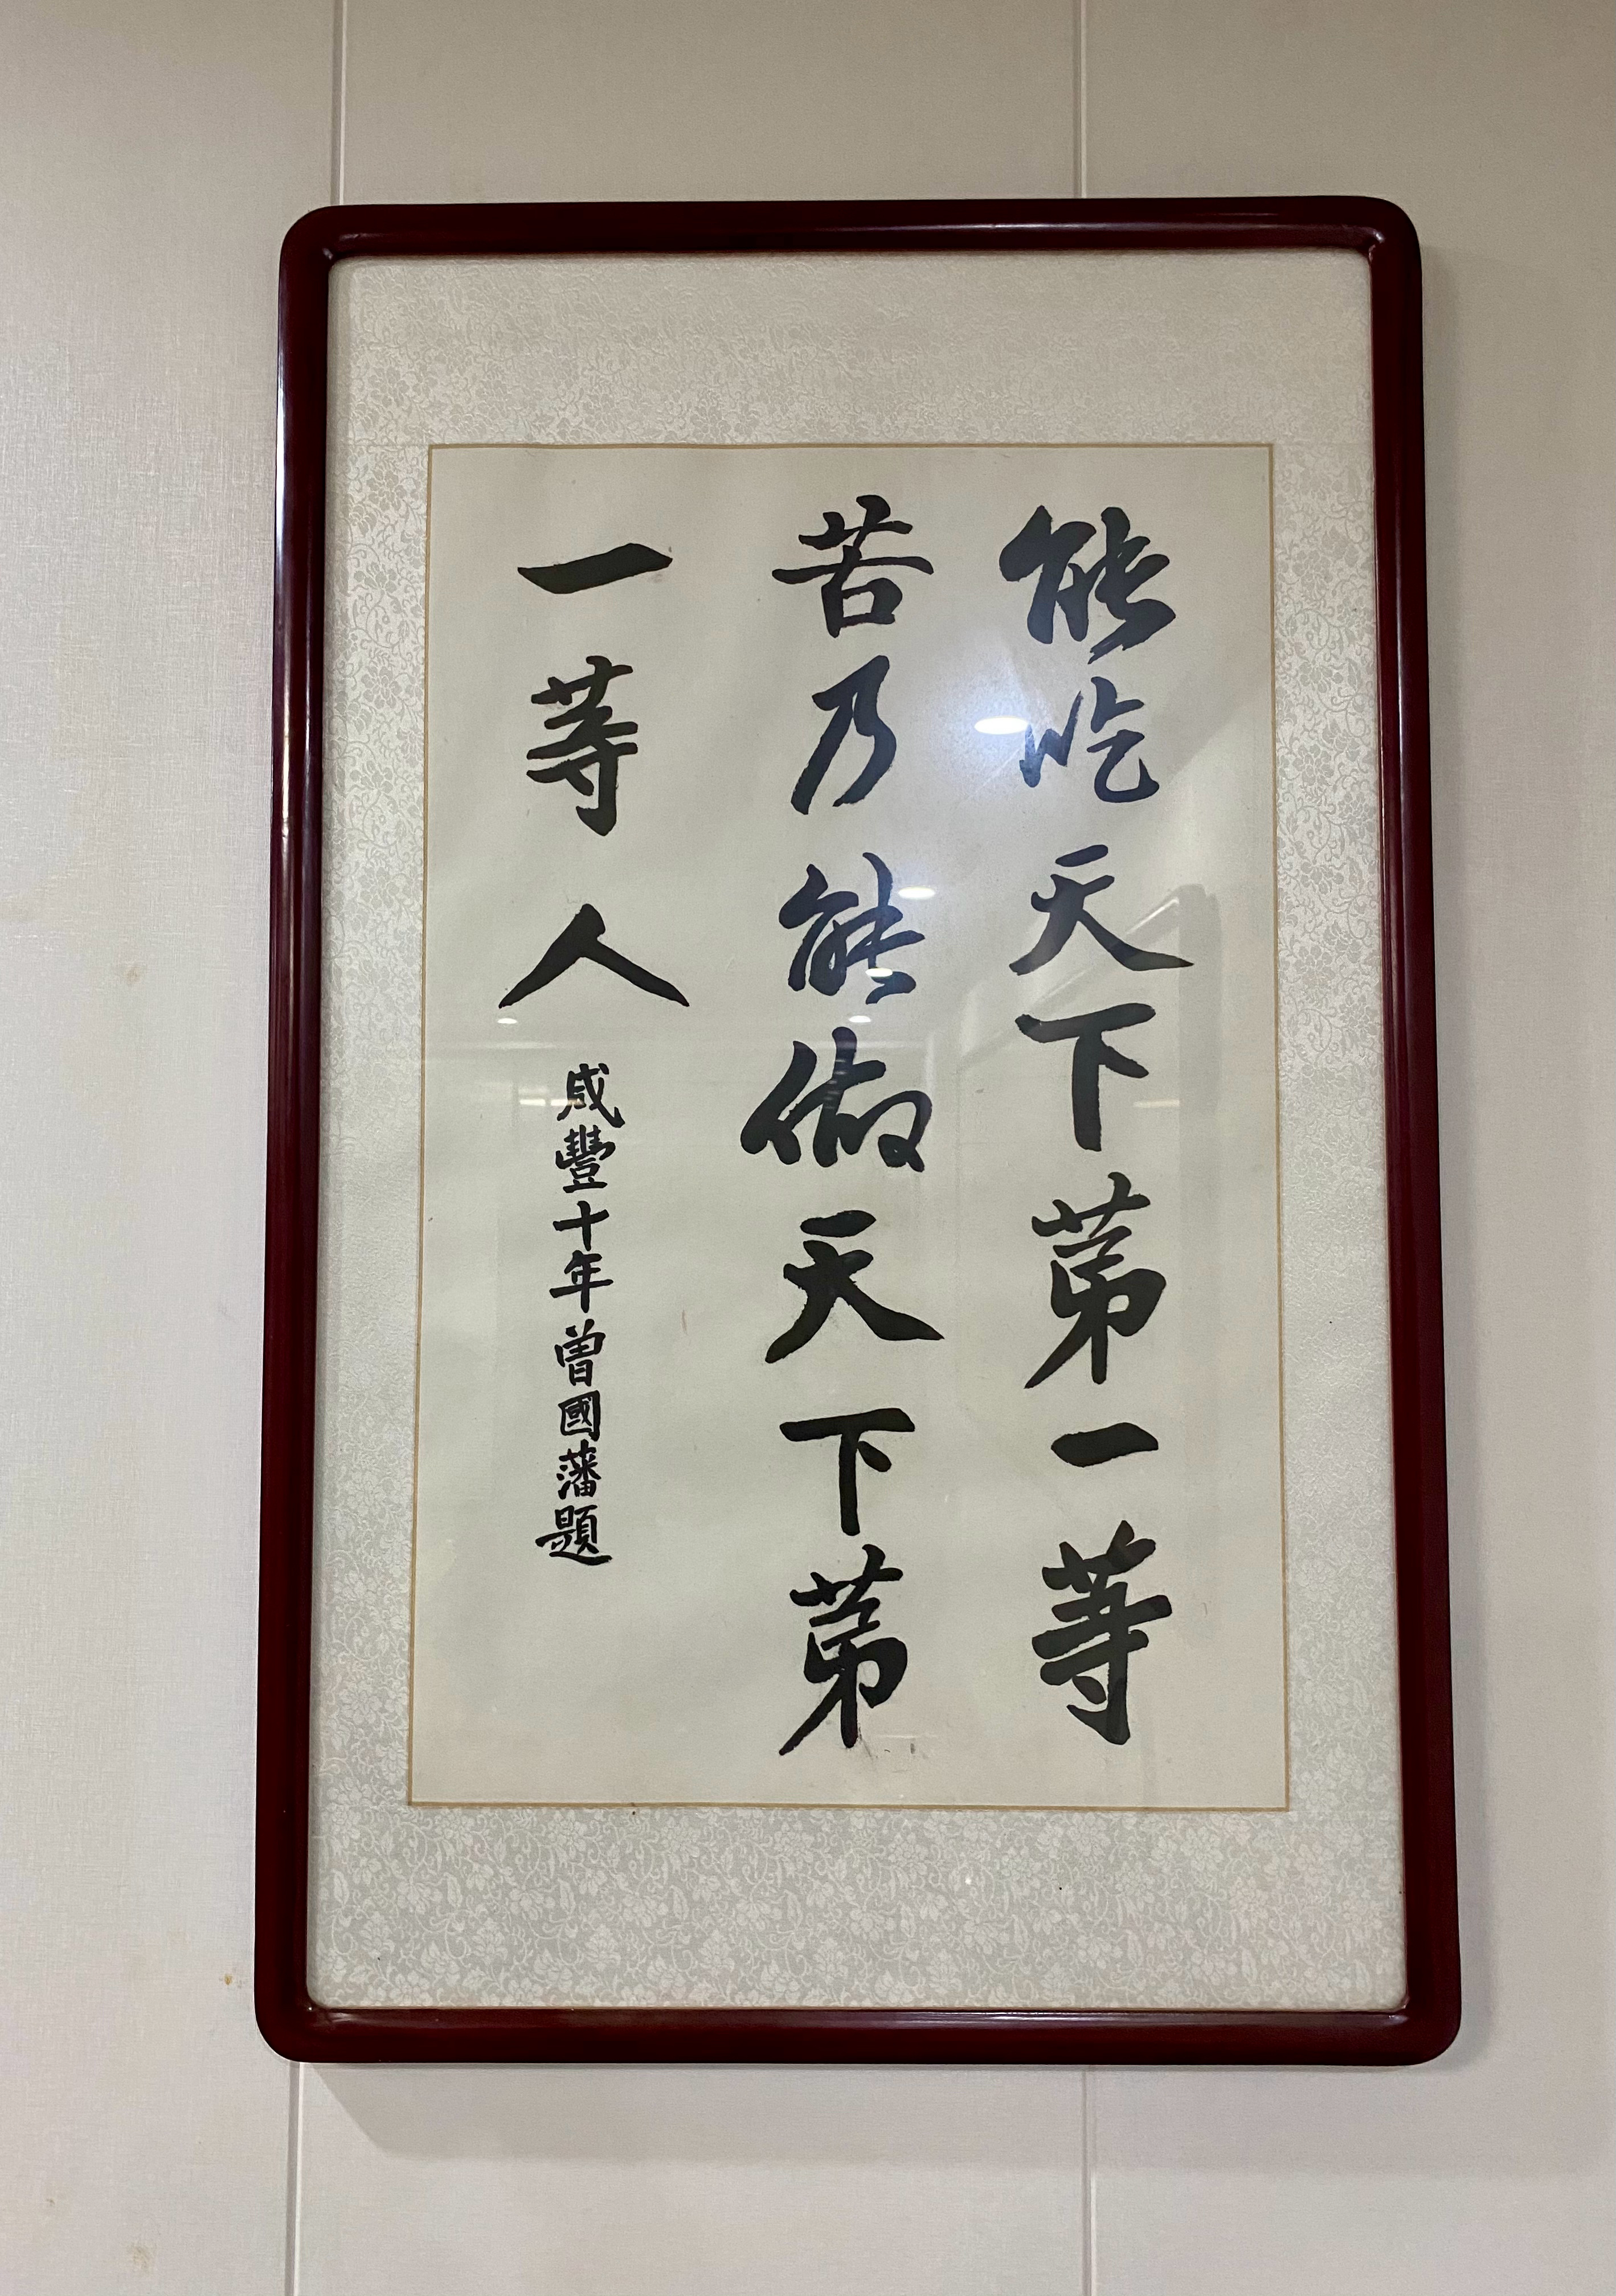 能吃天下第一等
苦乃能做天下第
一等人
咸豐十年曾國藩題